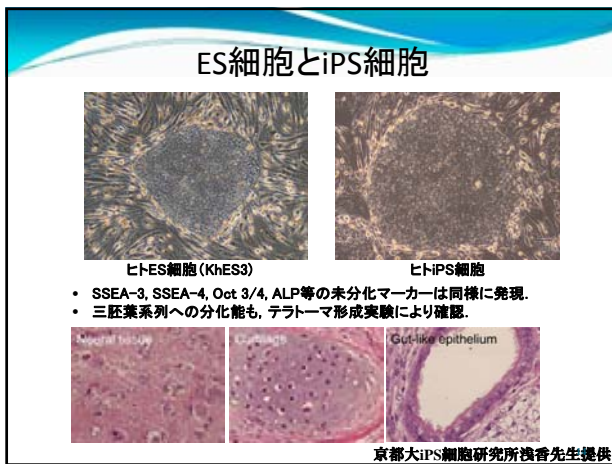 ES細胞とiPS細胞
ヒトES細胞（KhES3）
ヒトiPS細胞
• SSEA-3, SSEA-4, Oct 3/4, ALP等の未分化マーカーは同様に発現.
• 三胚葉系列への分化能も, テラトーマ形成実験により確認.
Neural tissue
Cartilage
Gut-like epithelium
京都大iPS細胞研究所浅香先生提供